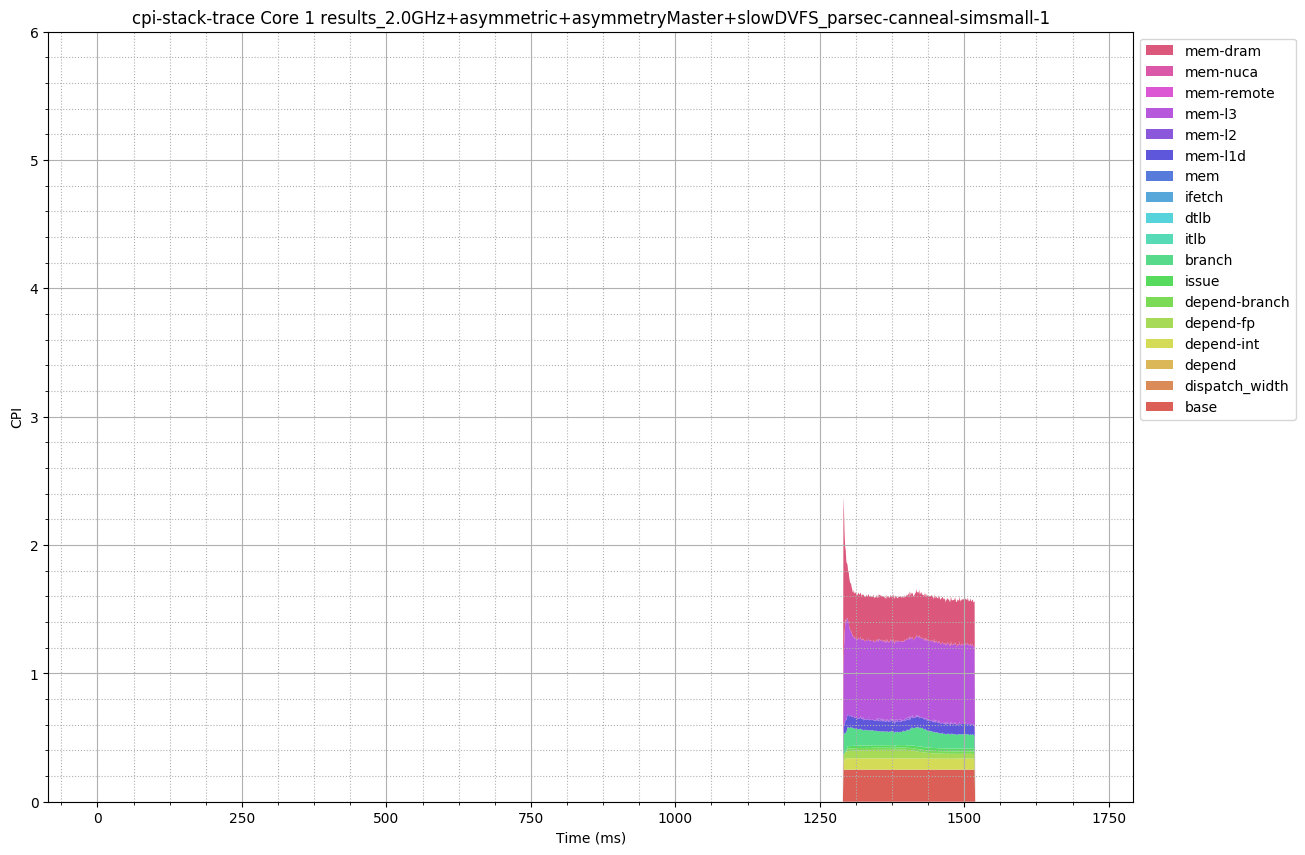 cpi-stack-trace Core 1 results_2.0GHz+asymmetric+asymmetryMaster+slowDVFS_parsec-canneal-simsmall-1
6
5
4
3
2
1
0
CPI
0
250
500
750
1000
1250
1500
1750
Time (ms)
mem-dram
mem-nuca
mem-remote
mem-l3
mem-l2
mem-l1d
mem
ifetch
dtlb
itlb
branch
issue
depend-branch
depend-fp
depend-int
depend
dispatch_width
base